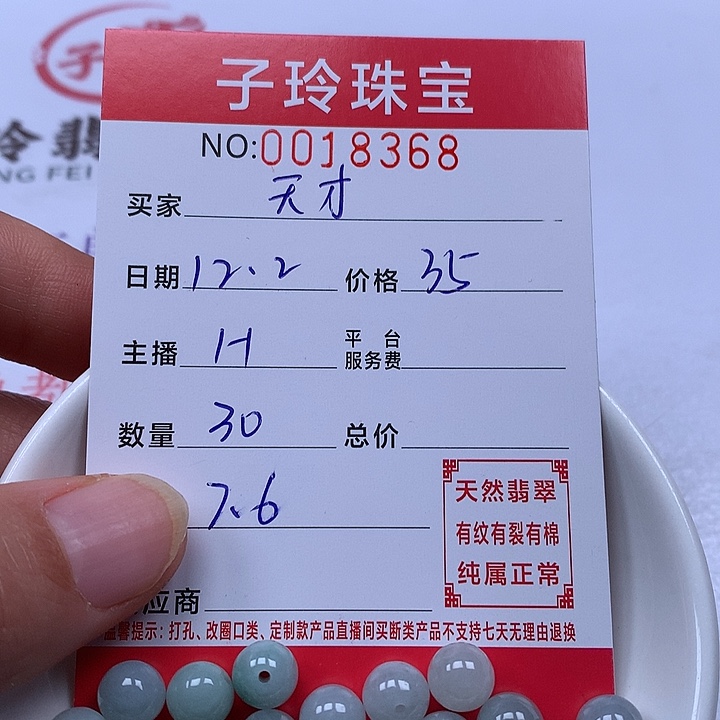 子玲珠宝
NO:0018368
买家 天才
日期 12.2 价格 35
主播 H 平台服务费
数量 30 总价
7.6
天然翡翠
有纹有裂有棉
纯属正常
应商
温馨提示：打孔、改圈口类、定制款产品直播间买断类产品不支持七天无理由退换